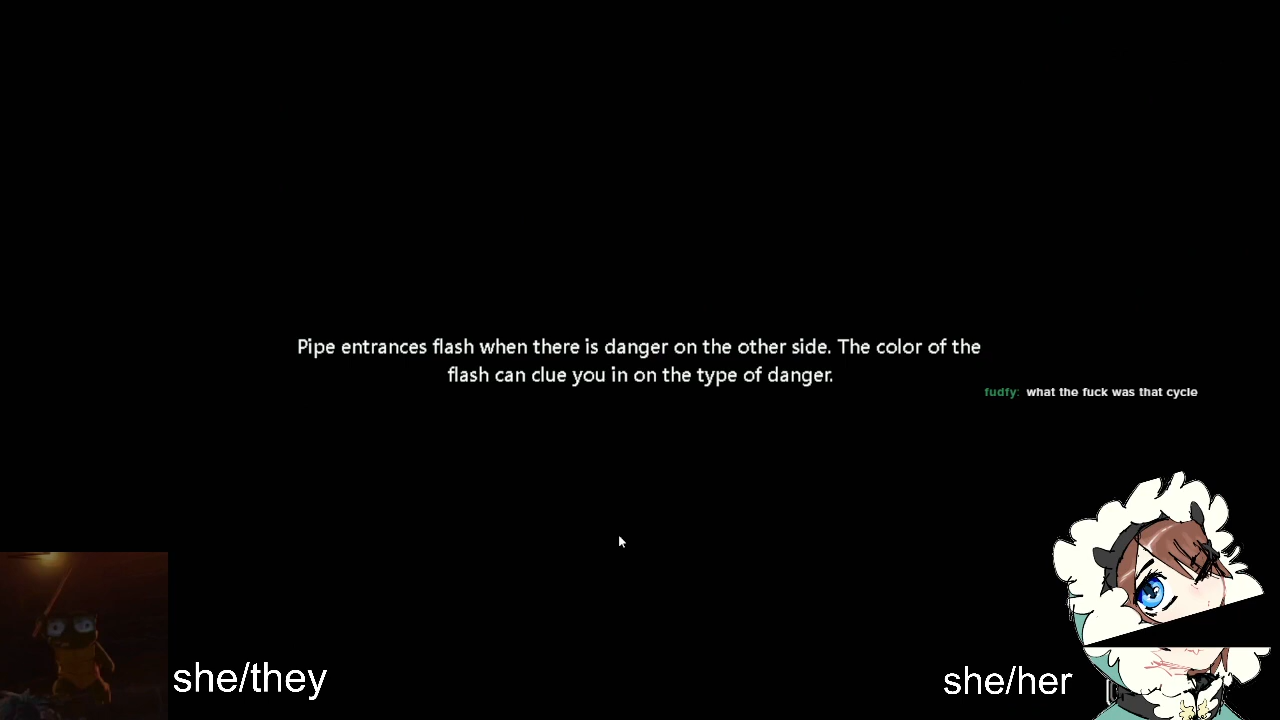 Pipe entrances flash when there is danger on the other side. The color of the
flash can clue you in on the type of danger.
fudfy: what the fuck was that cycle
she/they
she/her